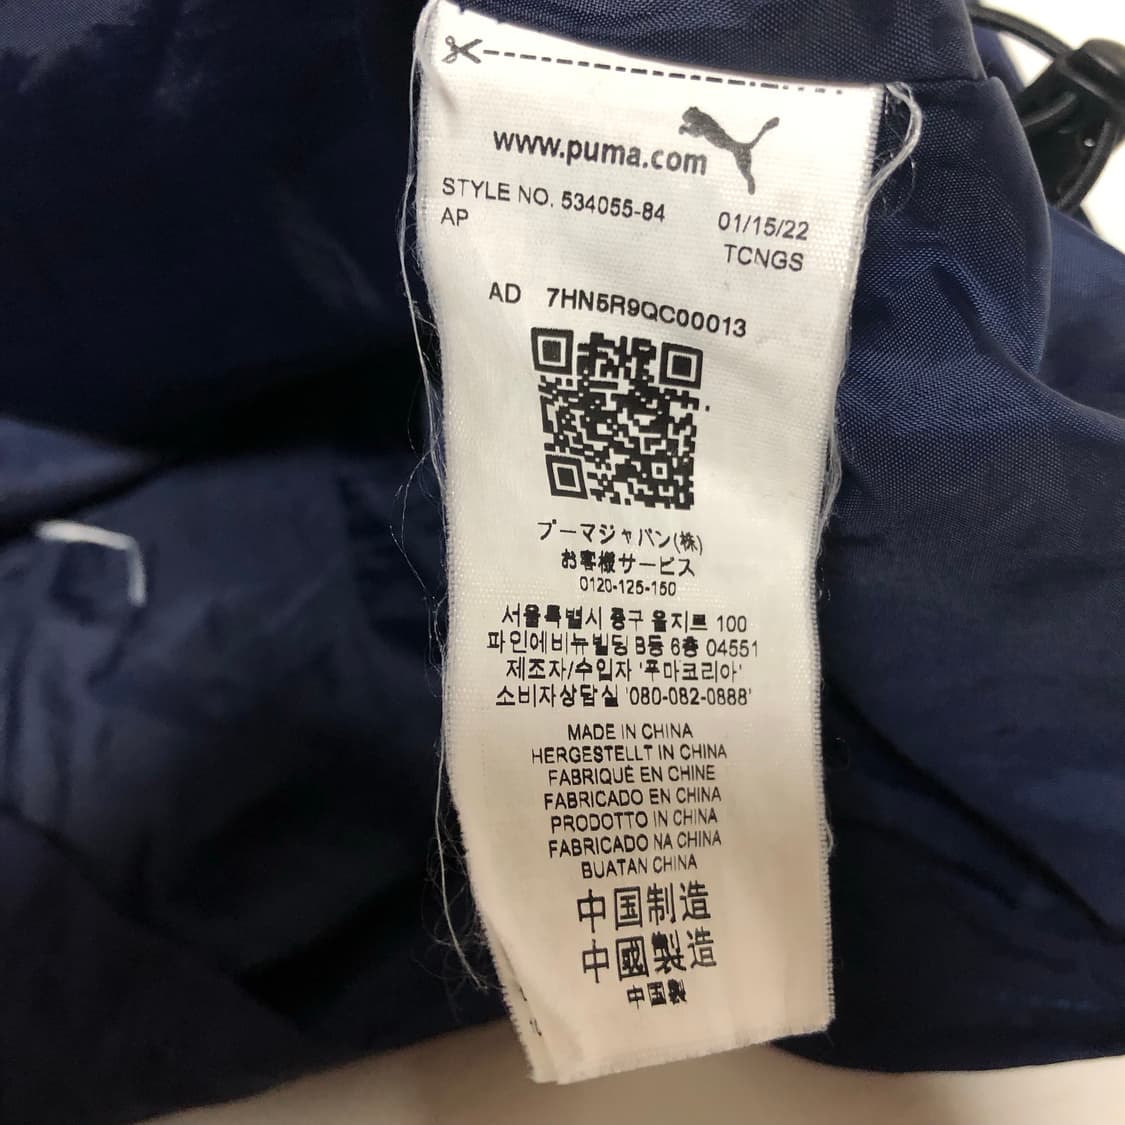 www.puma.com
STYLE NO. 534055-84 01/15/22
AP TCNGS
AD 7HN5R9QC00013
プーマジャパン(株)
お客様サービス
0120-125-150
서울특별시 중구 을지로 100
파인에비뉴빌딩 B동 6층 04551
제조자/수입자 '푸마코리아'
소비자상담실 '080-082-0888'
MADE IN CHINA
HERGESTELLT IN CHINA
FABRIQUÉ EN CHINE
FABRICADO EN CHINA
PRODOTTO IN CHINA
FABRICADO NA CHINA
BUATAN CHINA
中国制造
中國製造
中国製